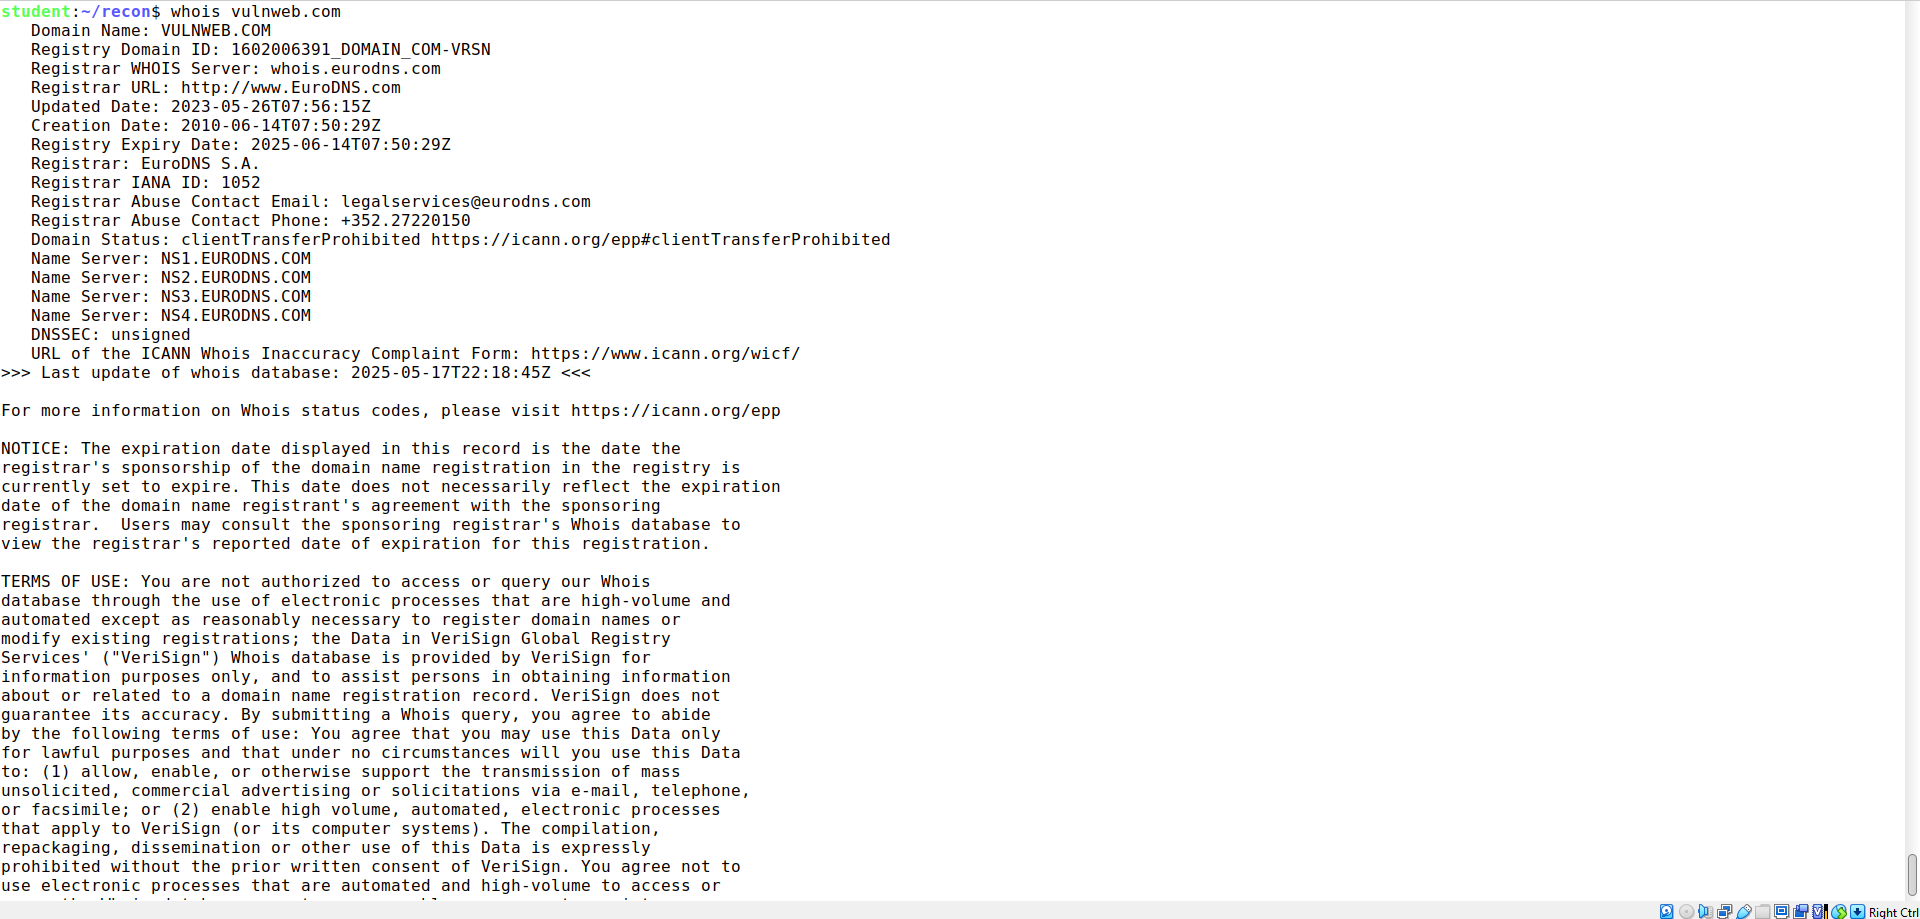 student:~/recon$ whois vulnweb.com
   Domain Name: VULNWEB.COM
   Registry Domain ID: 1602006391_DOMAIN_COM-VRSN
   Registrar WHOIS Server: whois.eurodns.com
   Registrar URL: http://www.EuroDNS.com
   Updated Date: 2023-05-26T07:56:15Z
   Creation Date: 2010-06-14T07:50:29Z
   Registry Expiry Date: 2025-06-14T07:50:29Z
   Registrar: EuroDNS S.A.
   Registrar IANA ID: 1052
   Registrar Abuse Contact Email: legalservices@eurodns.com
   Registrar Abuse Contact Phone: +352.27220150
   Domain Status: clientTransferProhibited https://icann.org/epp#clientTransferProhibited
   Name Server: NS1.EURODNS.COM
   Name Server: NS2.EURODNS.COM
   Name Server: NS3.EURODNS.COM
   Name Server: NS4.EURODNS.COM
   DNSSEC: unsigned
   URL of the ICANN Whois Inaccuracy Complaint Form: https://www.icann.org/wicf/
>>> Last update of whois database: 2025-05-17T22:18:45Z <<<

For more information on Whois status codes, please visit https://icann.org/epp

NOTICE: The expiration date displayed in this record is the date the
registrar's sponsorship of the domain name registration in the registry is
currently set to expire. This date does not necessarily reflect the expiration
date of the domain name registrant's agreement with the sponsoring
registrar.  Users may consult the sponsoring registrar's Whois database to
view the registrar's reported date of expiration for this registration.

TERMS OF USE: You are not authorized to access or query our Whois
database through the use of electronic processes that are high-volume and
automated except as reasonably necessary to register domain names or
modify existing registrations; the Data in VeriSign Global Registry
Services' ("VeriSign") Whois database is provided by VeriSign for
information purposes only, and to assist persons in obtaining information
about or related to a domain name registration record. VeriSign does not
guarantee its accuracy. By submitting a Whois query, you agree to abide
by the following terms of use: You agree that you may use this Data only
for lawful purposes and that under no circumstances will you use this Data
to: (1) allow, enable, or otherwise support the transmission of mass
unsolicited, commercial advertising or solicitations via e-mail, telephone,
or facsimile; or (2) enable high volume, automated, electronic processes
that apply to VeriSign (or its computer systems). The compilation,
repackaging, dissemination or other use of this Data is expressly
prohibited without the prior written consent of VeriSign. You agree not to
use electronic processes that are automated and high-volume to access or
Right Ctrl